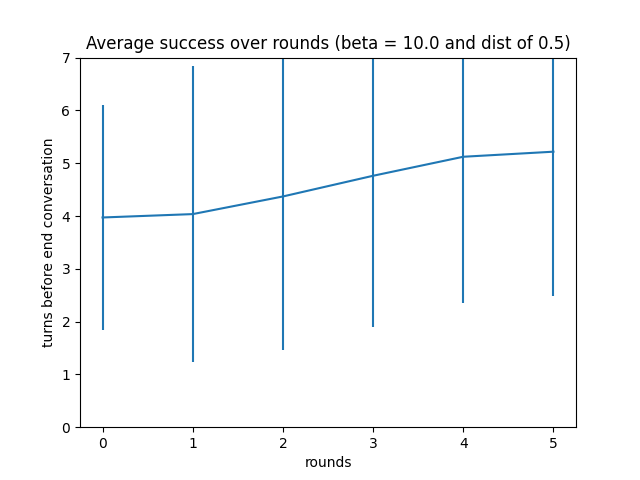 Average success over rounds (beta = 10.0 and dist of 0.5)
turns before end conversation
7
6
5
4
3
2
1
0
0 1 2 3 4 5
rounds